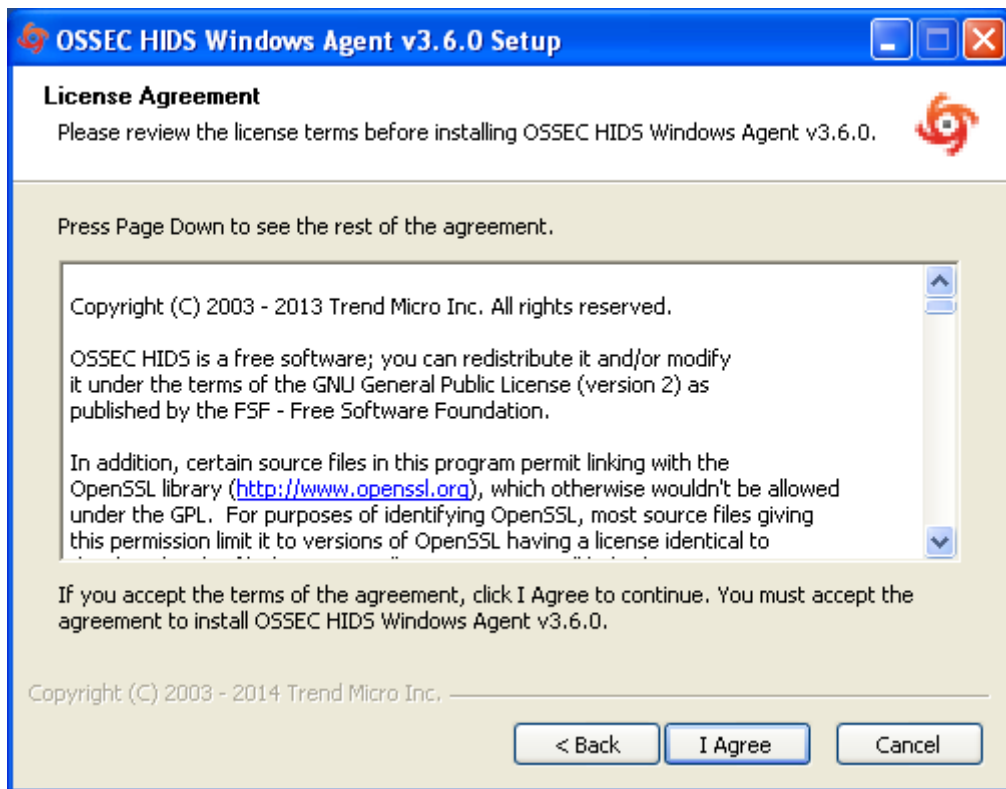 OSSEC HIDS Windows Agent v3.6.0 Setup
License Agreement
Please review the license terms before installing OSSEC HIDS Windows Agent v3.6.0.
Press Page Down to see the rest of the agreement.
Copyright (C) 2003 - 2013 Trend Micro Inc. All rights reserved.
OSSEC HIDS is a free software; you can redistribute it and/or modify
it under the terms of the GNU General Public License (version 2) as
published by the FSF - Free Software Foundation.
In addition, certain source files in this program permit linking with the
OpenSSL library (http://www.openssl.org), which otherwise wouldn't be allowed
under the GPL.  For purposes of identifying OpenSSL, most source files giving
this permission limit it to versions of OpenSSL having a license identical to
If you accept the terms of the agreement, click I Agree to continue. You must accept the
agreement to install OSSEC HIDS Windows Agent v3.6.0.
Copyright (C) 2003 - 2014 Trend Micro Inc.
< Back
I Agree
Cancel